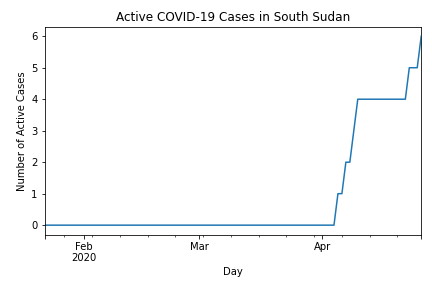 Active COVID-19 Cases in South Sudan
Number of Active Cases
6
5
4
3
2
1
0
Feb
2020
Mar
Apr
Day